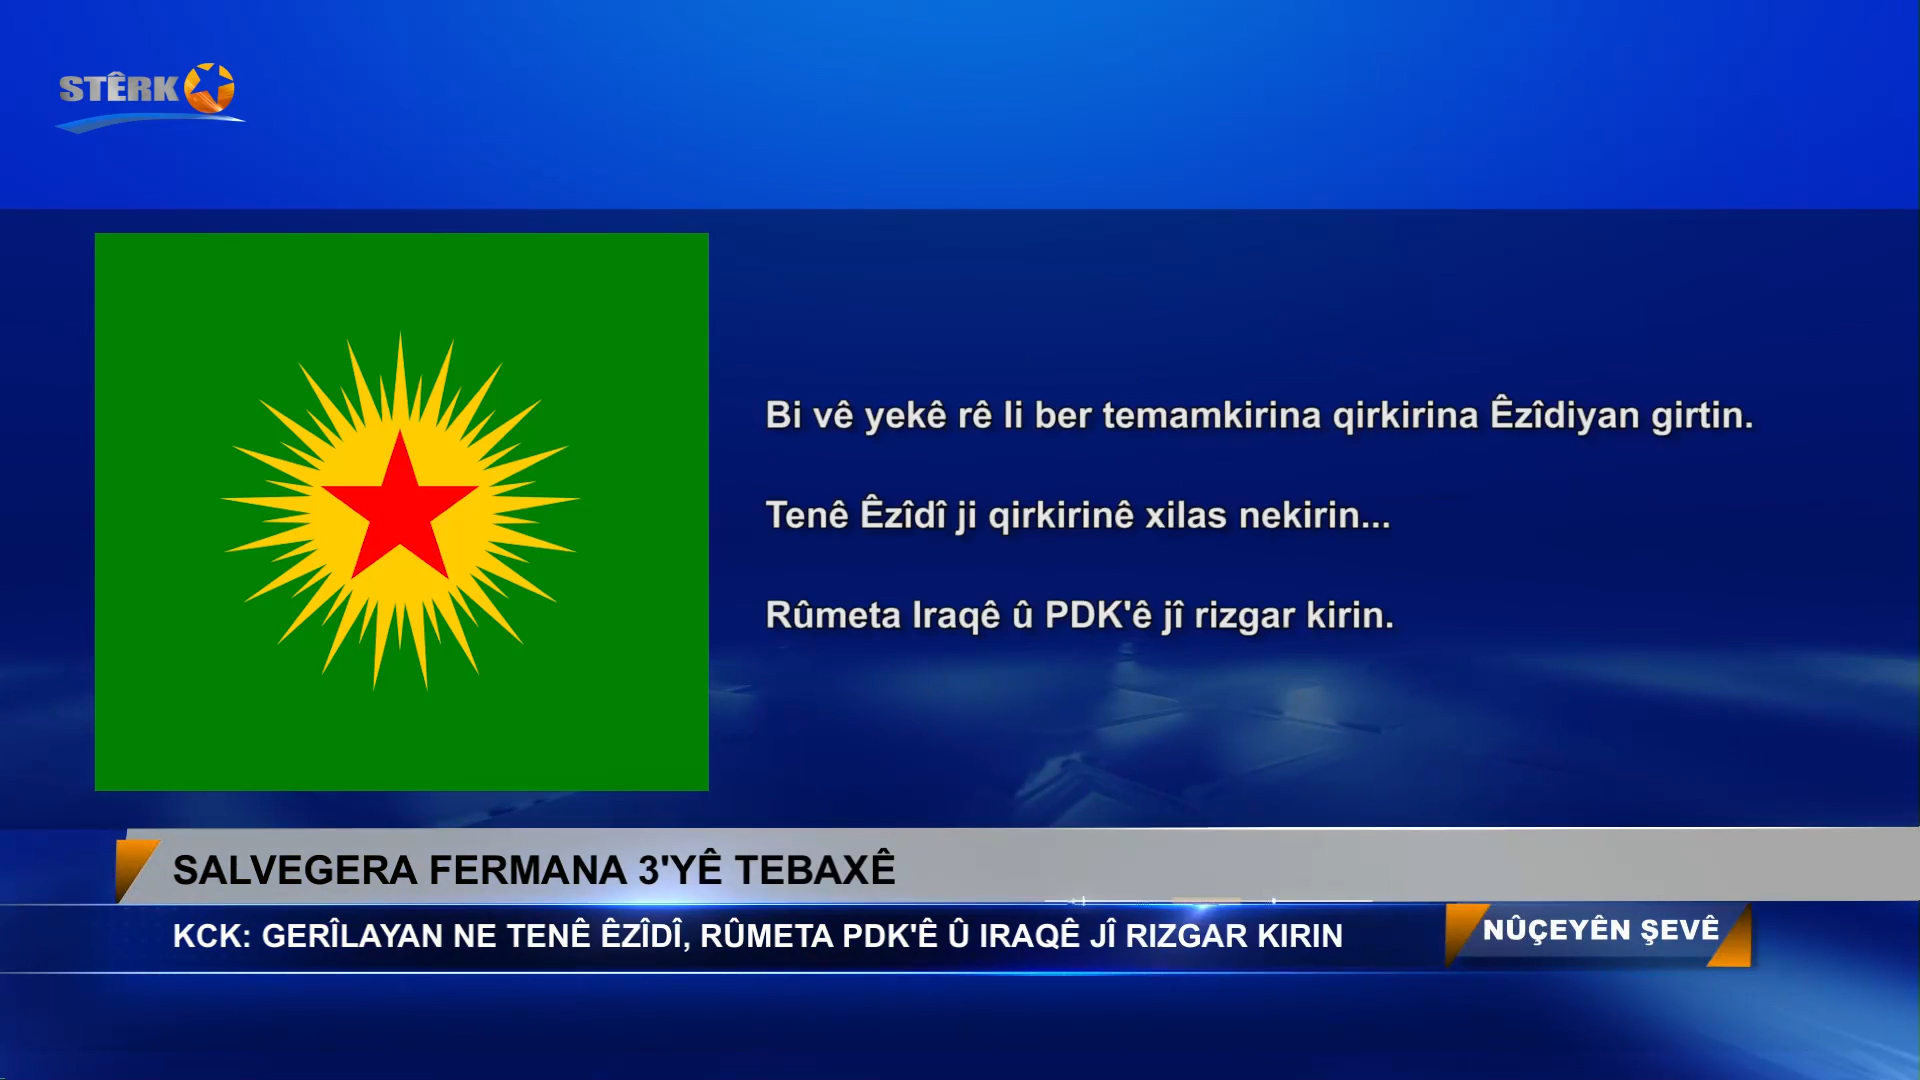 STÊRK
Bi vê yekê rê li ber temamkirina qirkirina Êzîdiyan girtin.
Tenê Êzîdî ji qirkirinê xilas nekirin...
Rûmeta Iraqê û PDK'ê jî rizgar kirin.
SALVEGERA FERMANA 3'YÊ TEBAXÊ
KCK: GERÎLAYAN NE TENÊ ÊZÎDÎ, RÛMETA PDK'Ê Û IRAQÊ JÎ RIZGAR KIRIN
NÛÇEYÊN ŞEVÊ